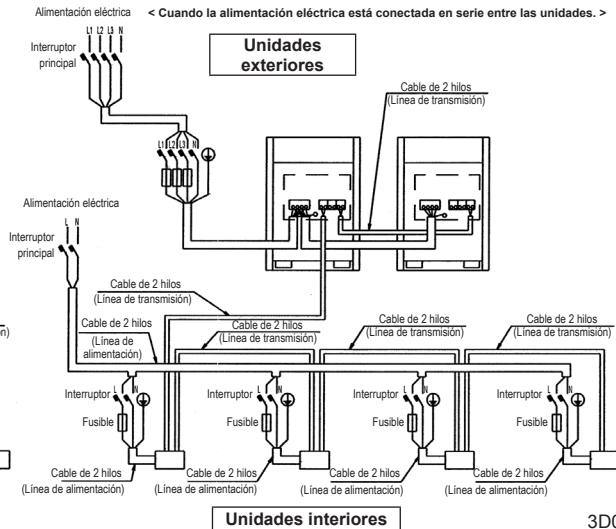 Alimentación eléctrica
< Cuando la alimentación eléctrica está conectada en serie entre las unidades. >
L1 L2 L3 N
Interruptor
principal
Unidades
exteriores
Cable de 2 hilos
(Línea de transmisión)
L1 L2 L3 N
Alimentación eléctrica
L N
Interruptor
principal
Cable de 2 hilos
(Línea de transmisión)
Cable de 2 hilos
(Línea de
alimentación)
Cable de 2 hilos
(Línea de transmisión)
Cable de 2 hilos
(Línea de transmisión)
Cable de 2 hilos
(Línea de transmisión)
Interruptor
L N
Fusible
Interruptor
L N
Fusible
Interruptor
L N
Fusible
Interruptor
L N
Fusible
Cable de 2 hilos
(Línea de alimentación)
Cable de 2 hilos
(Línea de alimentación)
Cable de 2 hilos
(Línea de alimentación)
Cable de 2 hilos
(Línea de alimentación)
Unidades interiores